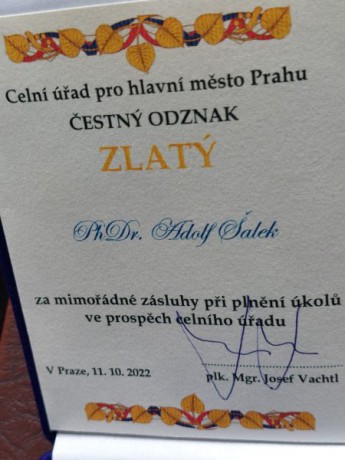 Celní úřad pro hlavní město Prahu
ČESTNÝ ODZNAK
ZLATÝ
PhDr. Adolf Šalek
za mimořádné zásluhy při plnění úkolů
ve prospěch celního úřadu
V Praze, 11. 10. 2022
plk. Mgr. Josef Vachtl